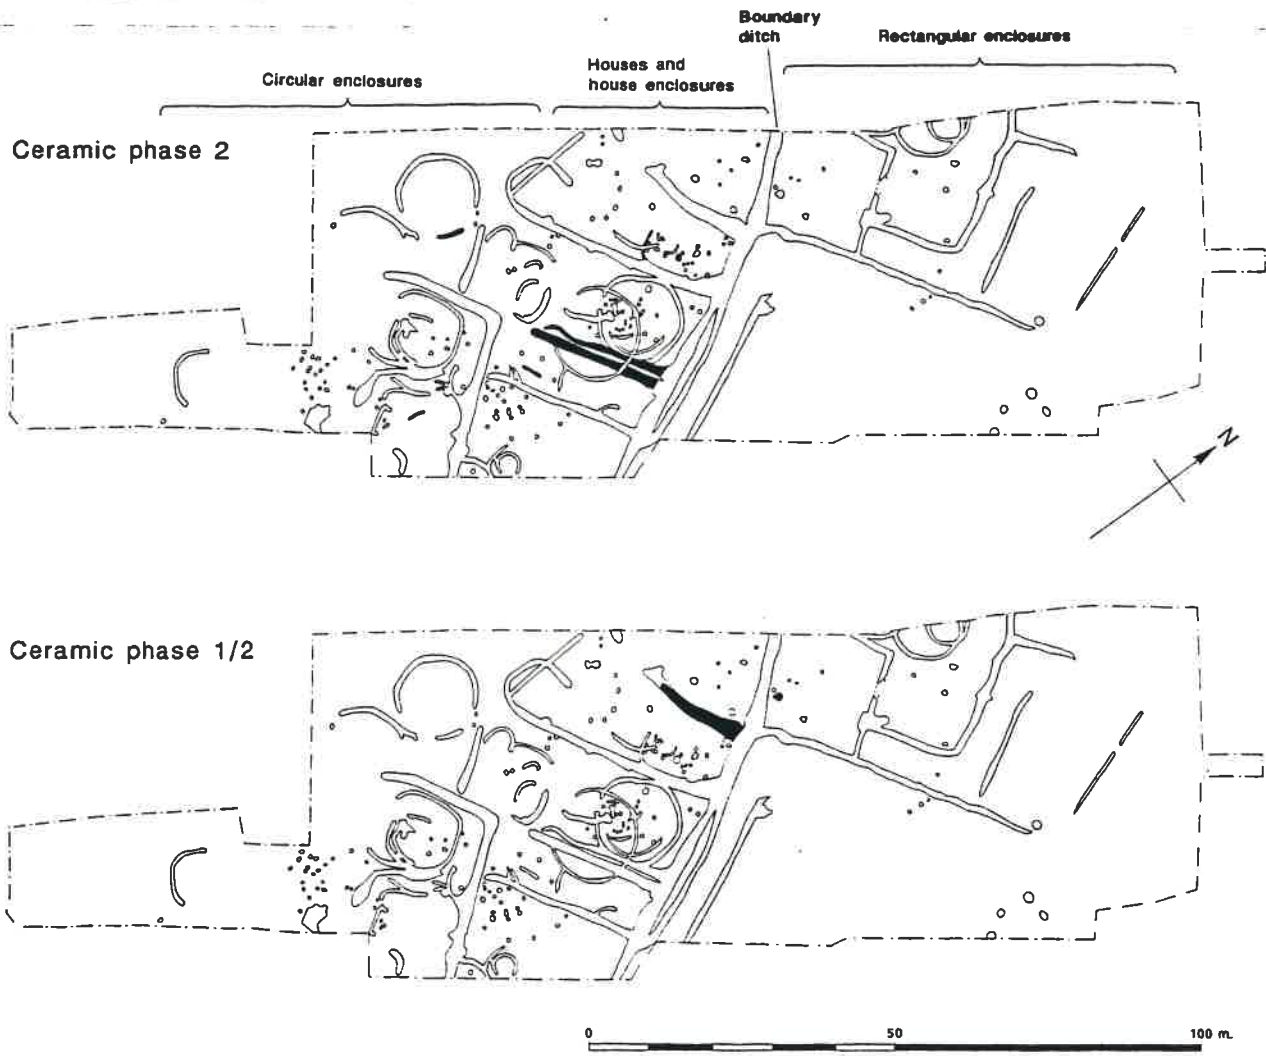 Boundary
ditch
Rectangular enclosures
Houses and
house enclosures
Circular enclosures
Ceramic phase 2
N
Ceramic phase 1/2
0 50 100 m.